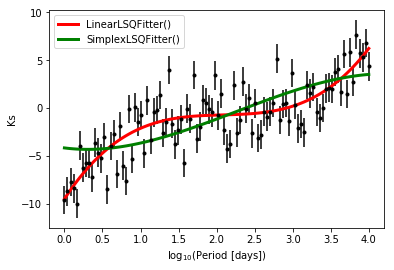 10
5
0
−5
−10
Ks
LinearLSQFitter()
SimplexLSQFitter()
0.0 0.5 1.0 1.5 2.0 2.5 3.0 3.5 4.0
log₁₀(Period [days])